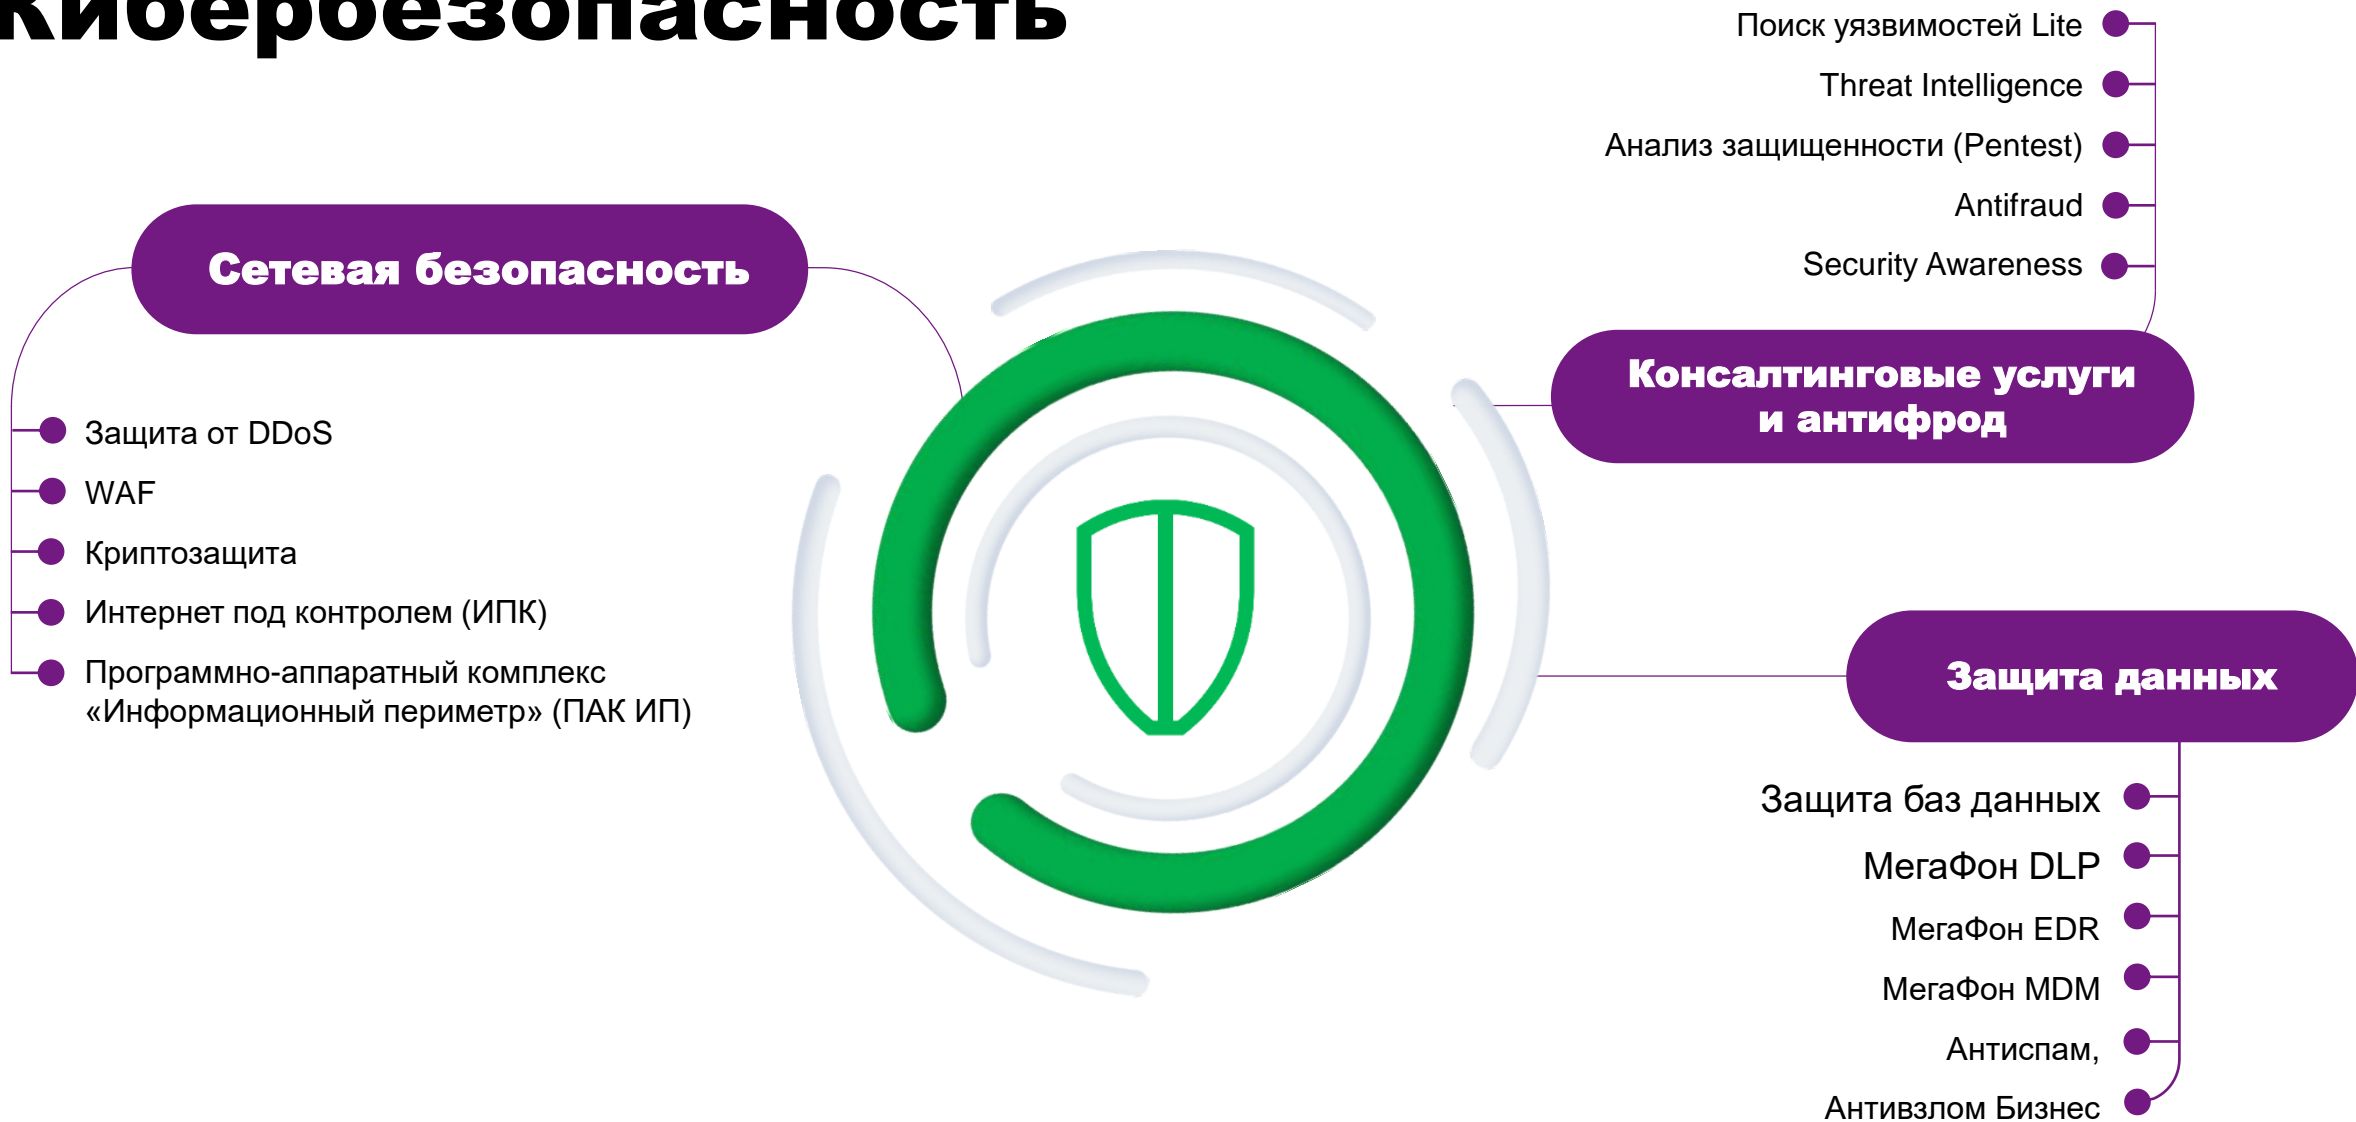 Кибербезопасность
Сетевая безопасность
Защита от DDoS
WAF
Криптозащита
Интернет под контролем (ИПК)
Программно-аппаратный комплекс
«Информационный периметр» (ПАК ИП)
Поиск уязвимостей Lite
Threat Intelligence
Анализ защищенности (Pentest)
Antifraud
Security Awareness
Консалтинговые услуги
и антифрод
Защита данных
Защита баз данных
МегаФон DLP
МегаФон EDR
МегаФон MDM
Антиспам,
Антивзлом Бизнес